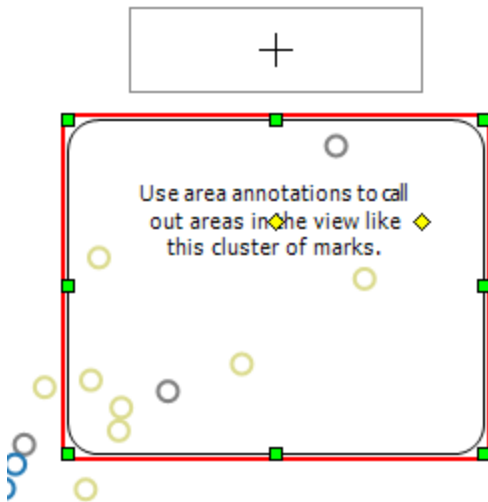 Use area annotations to call
out areas in the view like
this cluster of marks.